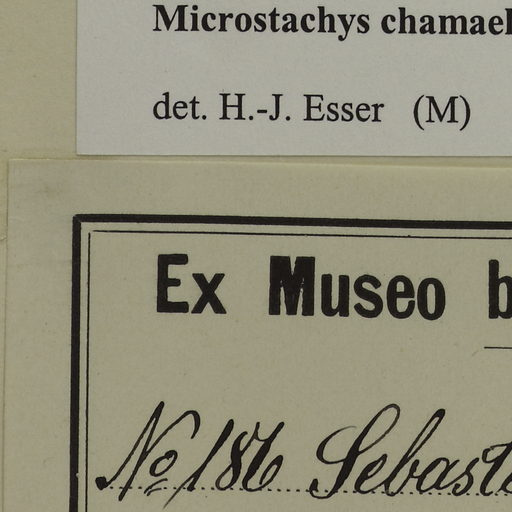 Microstachys chamael
det. H.-J. Esser (M)
Ex Museo b
No 186 Sebast